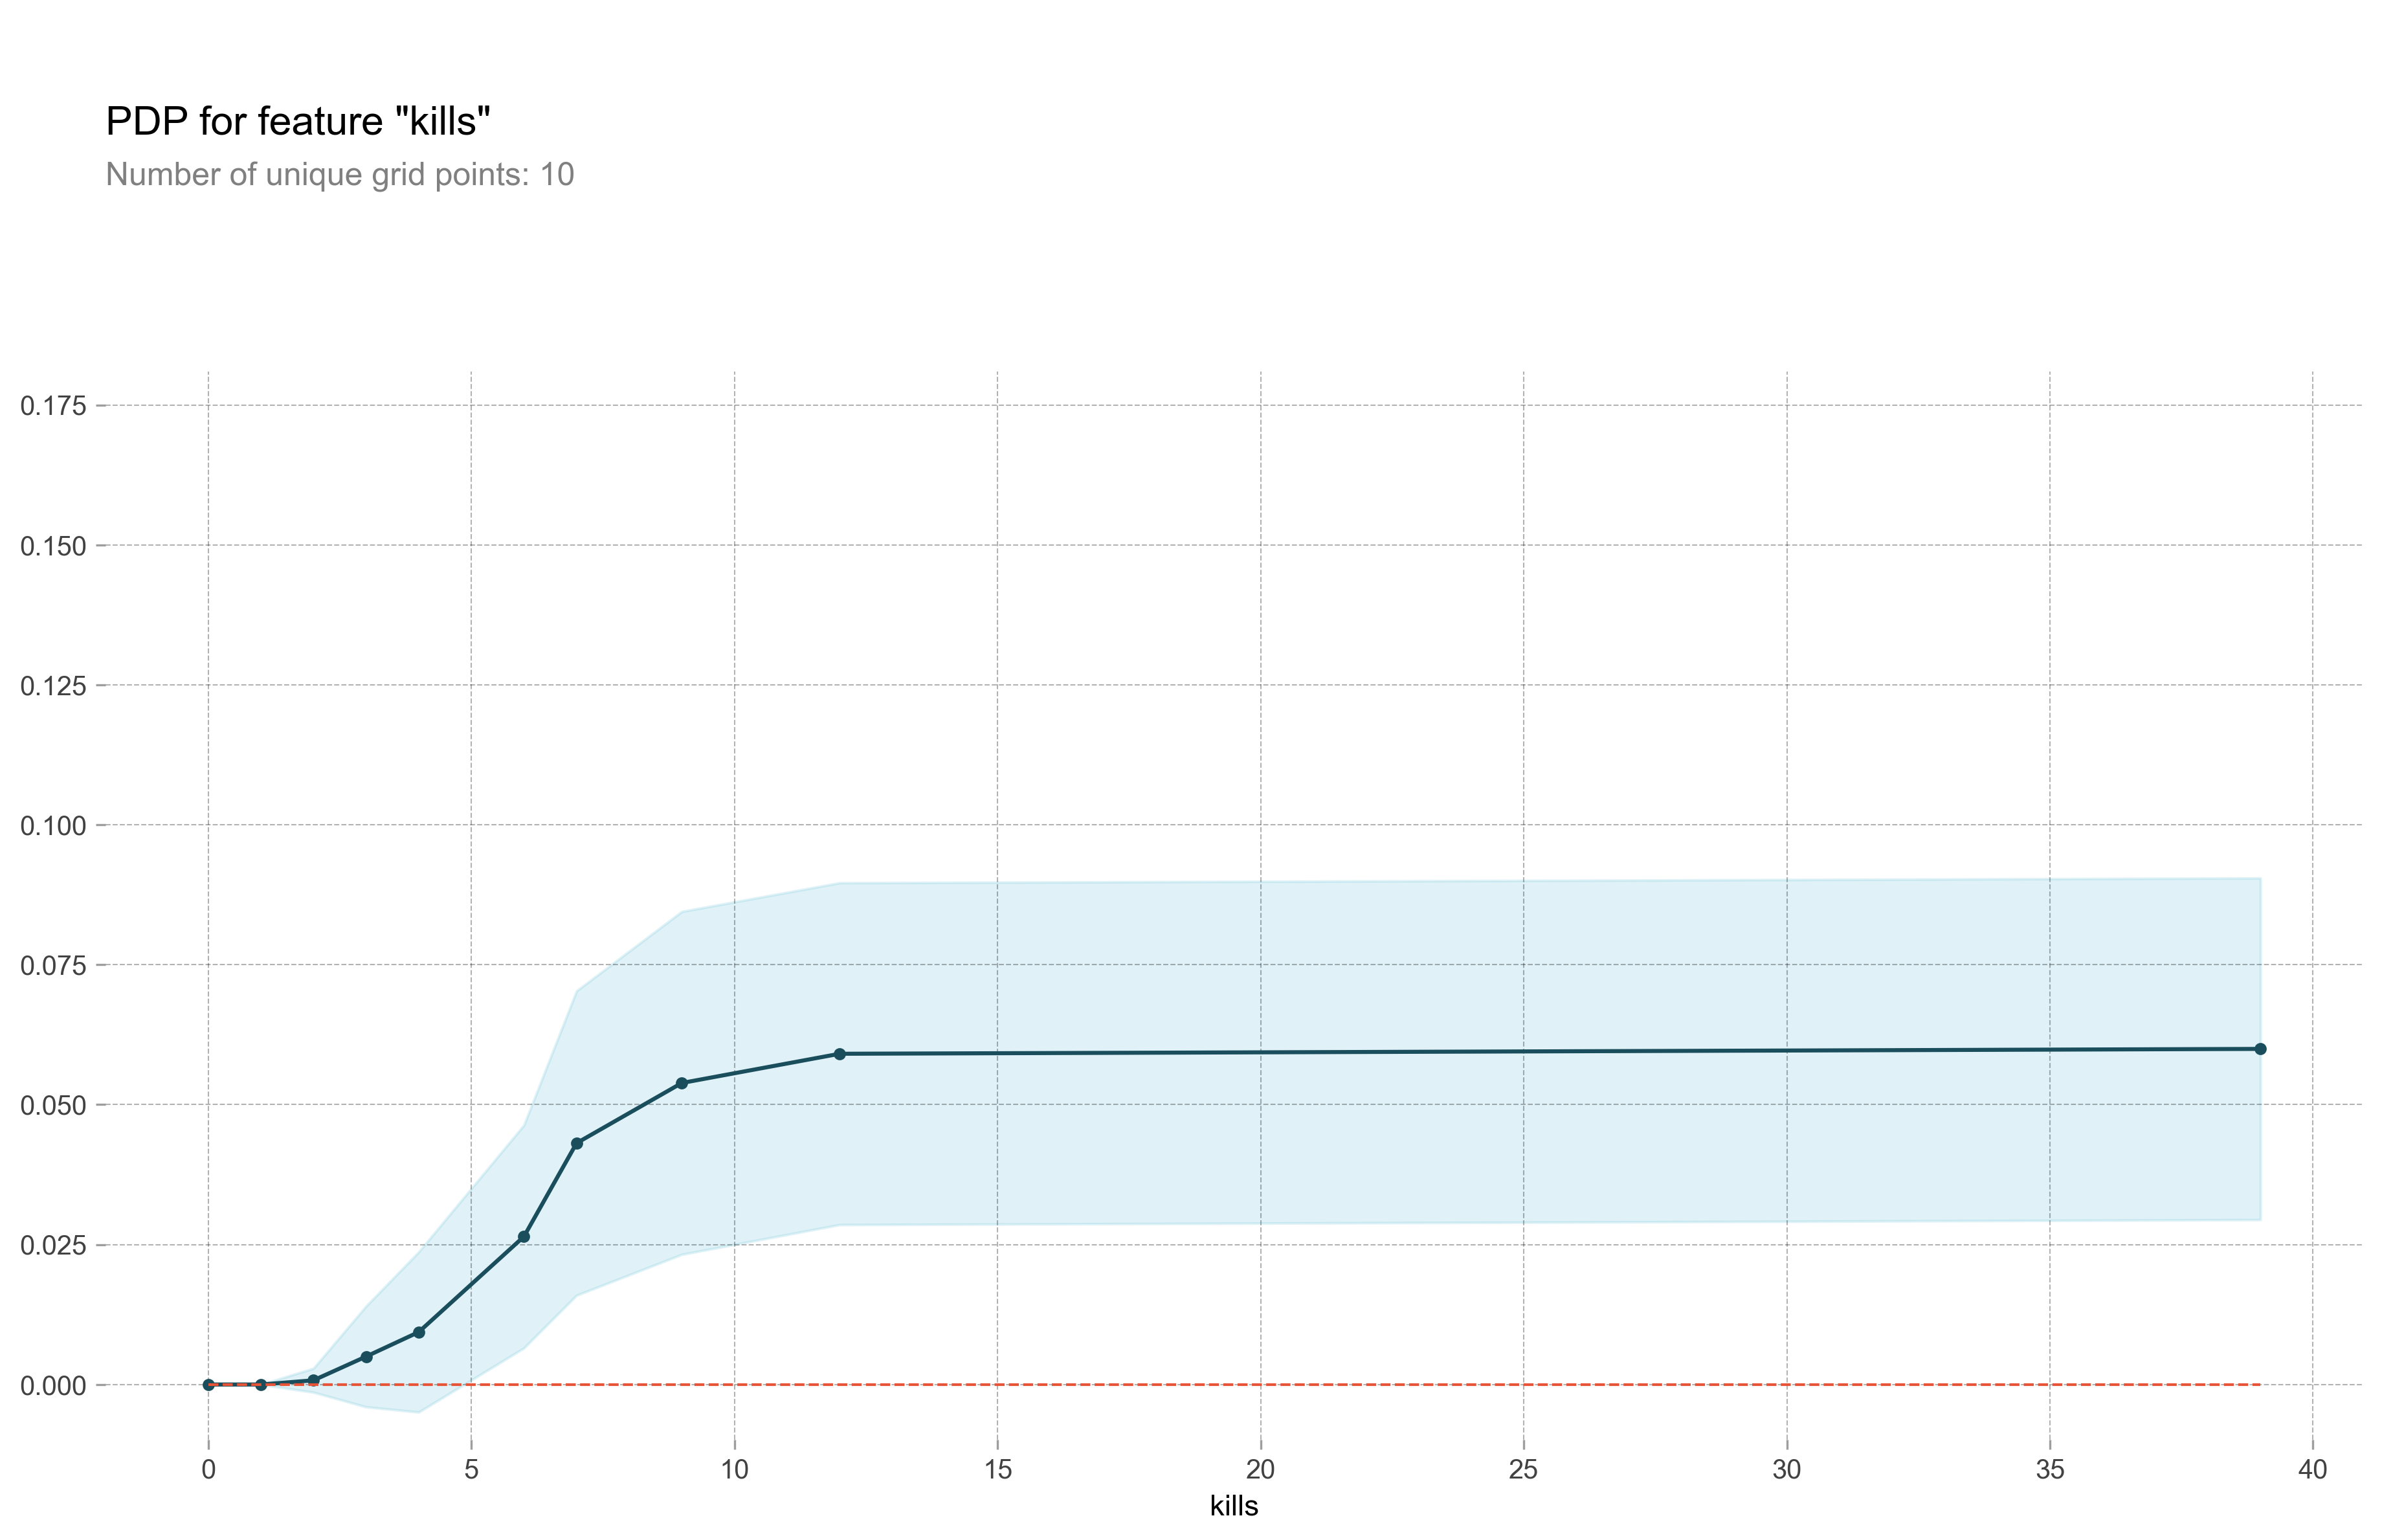 PDP for feature "kills"
Number of unique grid points: 10
0.175
0.150
0.125
0.100
0.075
0.050
0.025
0.000
0 5 10 15 20 25 30 35 40
kills